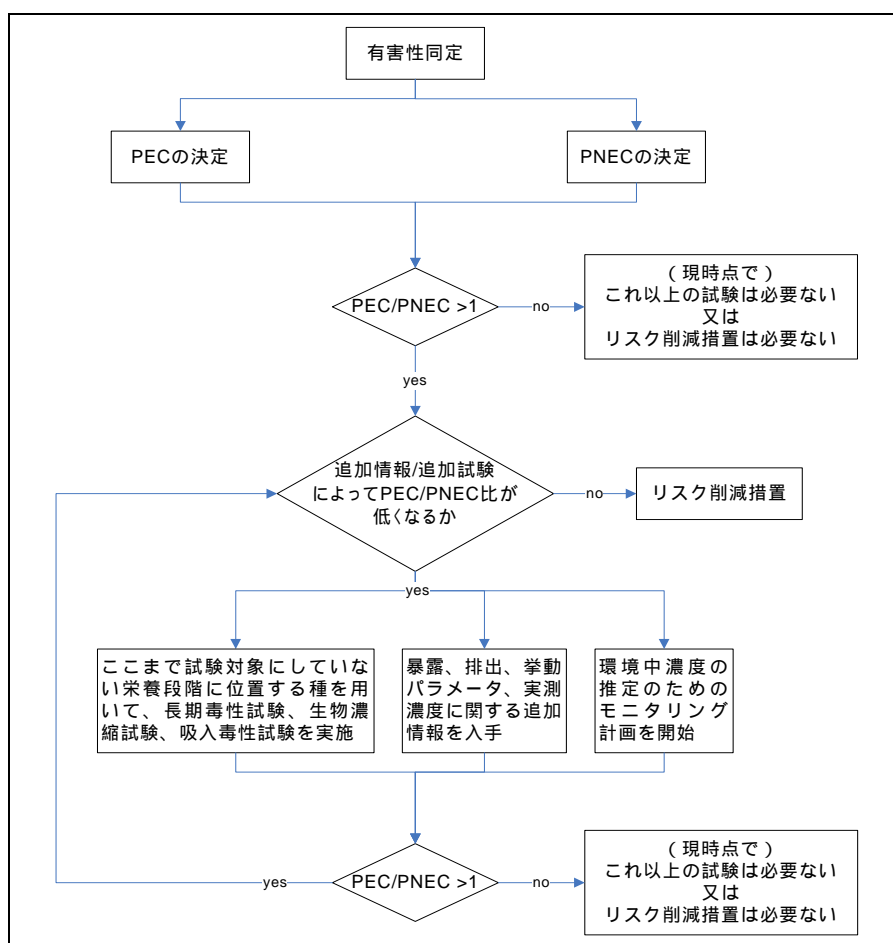 有害性同定
PECの決定
PNECの決定
PEC/PNEC >1
no
(現時点で)
これ以上の試験は必要ない
又は
リスク削減措置は必要ない
yes
追加情報/追加試験
によってPEC/PNEC比が
低くなるか
no
リスク削減措置
yes
ここまで試験対象にしていな
い栄養段階に位置する種を用
いて、長期毒性試験、生物濃
縮試験、吸入毒性試験を実施
暴露、排出、挙動
パラメータ、実測
濃度に関する追加
情報を入手
環境中濃度の
推定のための
モニタリング
計画を開始
yes
PEC/PNEC >1
no
(現時点で)
これ以上の試験は必要ない
又は
リスク削減措置は必要ない